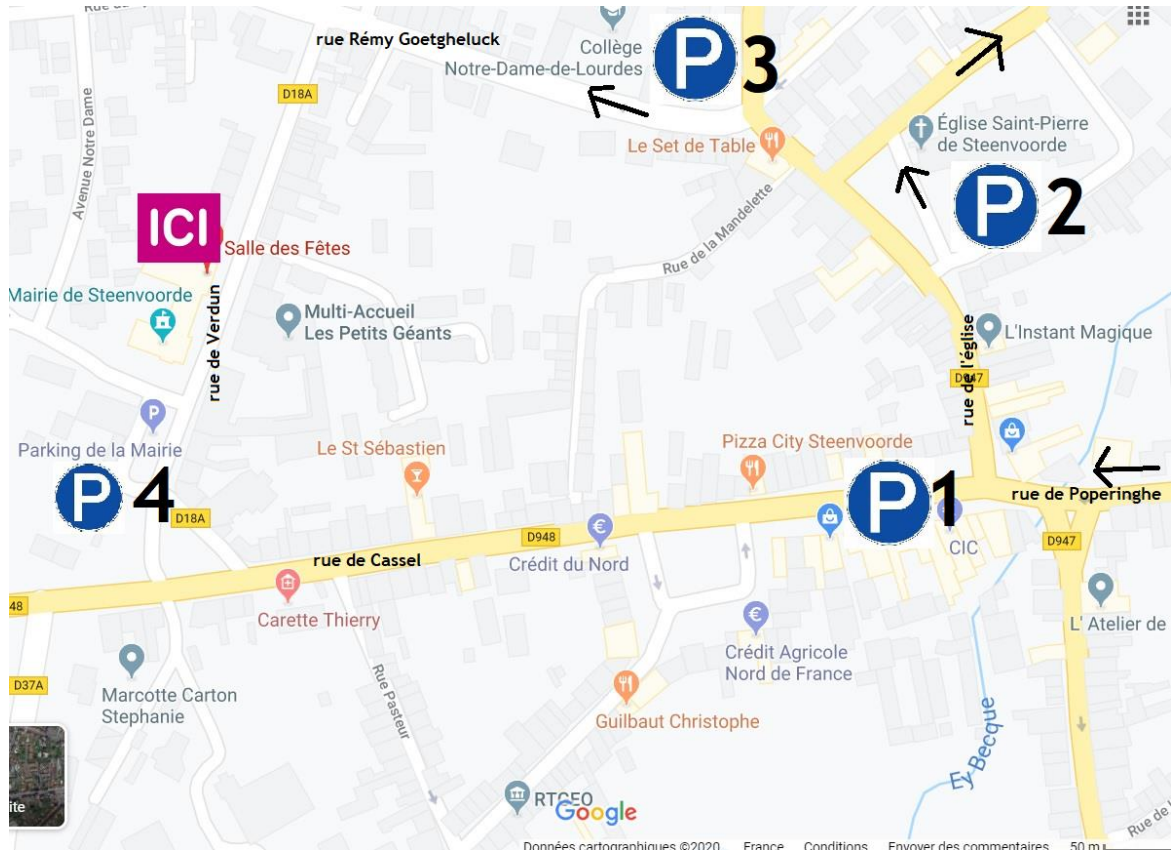 rue Rémy Goetgheluck
Collège
Notre-Dame-de-Lourdes
P 3
D18A
Avenue Notre Dame
Le Set de Table
Église Saint-Pierre
de Steenvoorde
P 2
ICI
Salle des Fêtes
Rue de la Mandelette
Mairie de Steenvoorde
rue de Verdun
Multi-Accueil
Les Petits Géants
L'Instant Magique
rue de l'église
D947
P
Parking de la Mairie
Le St Sébastien
Pizza City Steenvoorde
P 4
P 1
rue de Poperinghe
D18A
D948
rue de Cassel
Crédit du Nord
CIC
D947
48
Carette Thierry
L' Atelier de
Crédit Agricole
Nord de France
D37A
Marcotte Carton
Stephanie
Rue Pasteur
Guilbaut Christophe
Ey Becque
RTGEO
Google
ite
Rue de
Données cartographiques ©2020 France Conditions Envoyer des commentaires 50 m